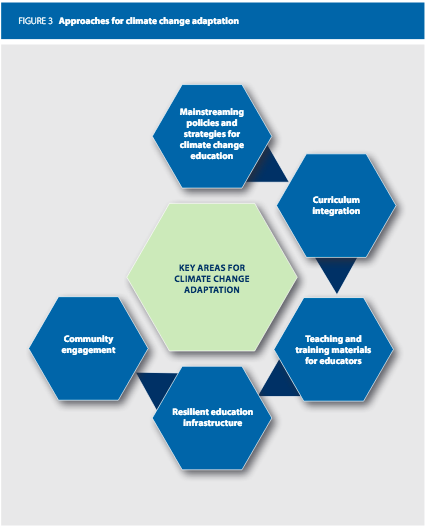 FIGURE 3 Approaches for climate change adaptation
Mainstreaming
policies and
strategies for
climate change
education
Curriculum
integration
KEY AREAS FOR
CLIMATE CHANGE
ADAPTATION
Teaching and
training materials
for educators
Resilient education
infrastructure
Community
engagement